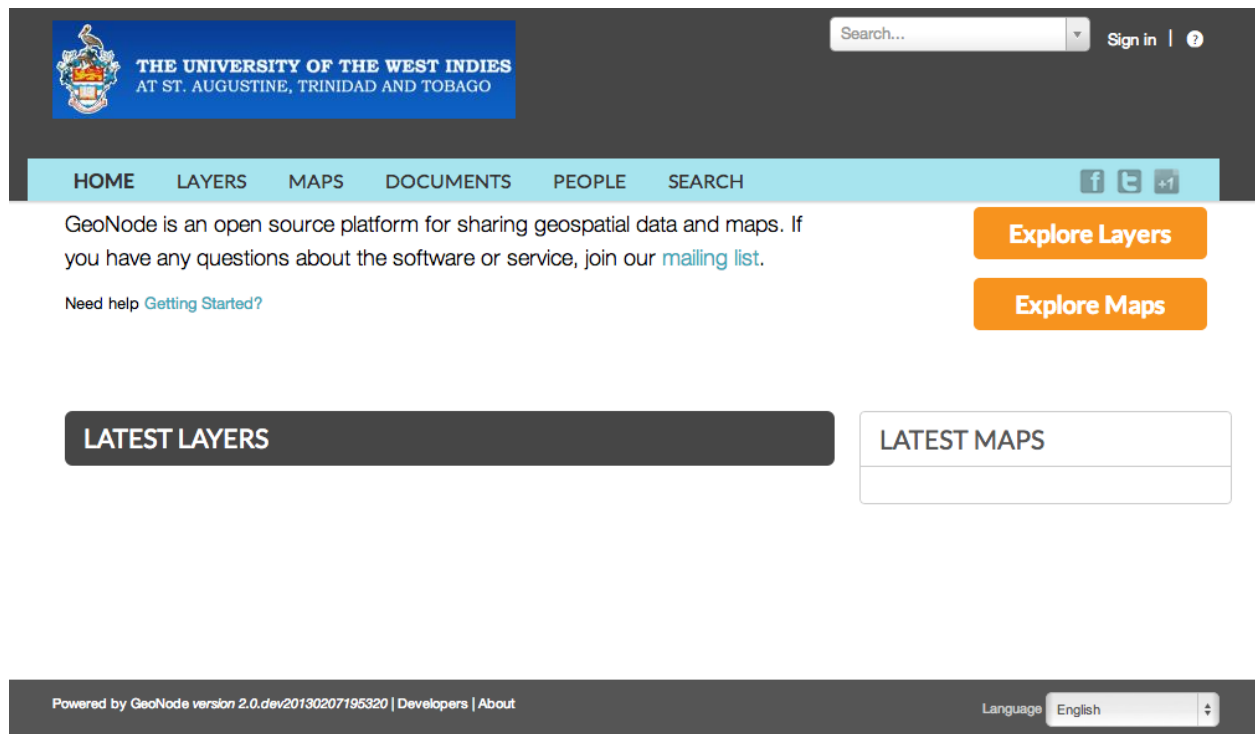 THE UNIVERSITY OF THE WEST INDIES
AT ST. AUGUSTINE, TRINIDAD AND TOBAGO
Search...
Sign in | ?
HOME LAYERS MAPS DOCUMENTS PEOPLE SEARCH
f t +1
GeoNode is an open source platform for sharing geospatial data and maps. If
you have any questions about the software or service, join our mailing list.
Need help Getting Started?
Explore Layers
Explore Maps
LATEST LAYERS
LATEST MAPS
Powered by GeoNode version 2.0.dev20130207195320 | Developers | About
Language English